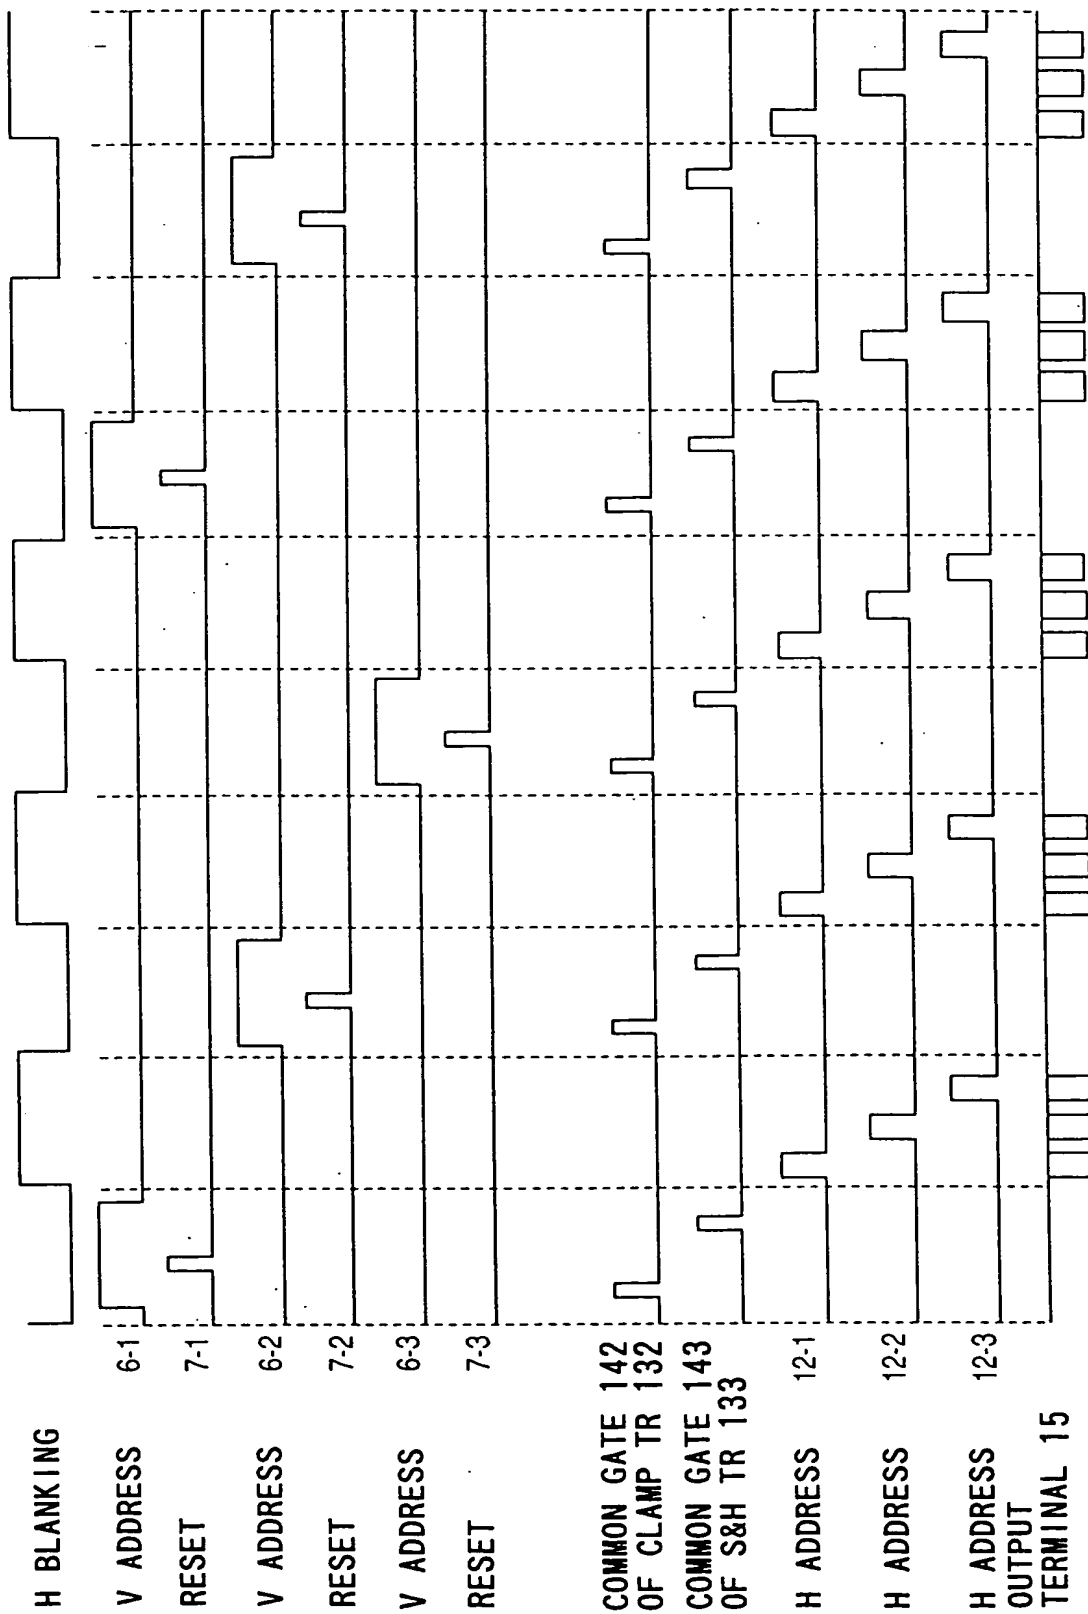 H BLANKING
V ADDRESS 6-1
RESET 7-1
V ADDRESS 6-2
RESET 7-2
V ADDRESS 6-3
RESET 7-3
COMMON GATE 142
OF CLAMP TR 132
COMMON GATE 143
OF S&H TR 133
H ADDRESS 12-1
H ADDRESS 12-2
H ADDRESS 12-3
OUTPUT
TERMINAL 15